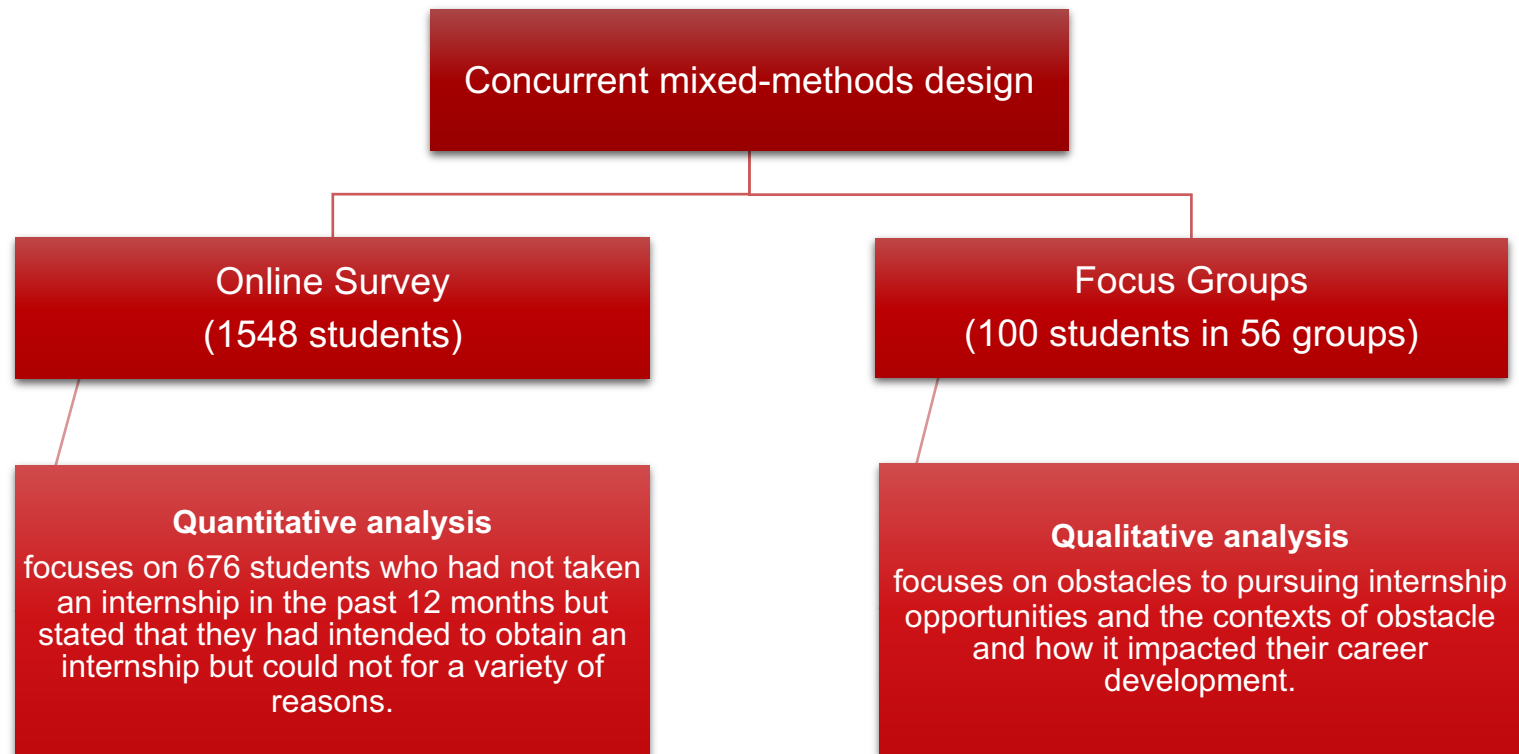 Concurrent mixed-methods design
Online Survey
(1548 students)
Focus Groups
(100 students in 56 groups)
Quantitative analysis
focuses on 676 students who had not taken
an internship in the past 12 months but
stated that they had intended to obtain an
internship but could not for a variety of
reasons.
Qualitative analysis
focuses on obstacles to pursuing internship
opportunities and the contexts of obstacle
and how it impacted their career
development.